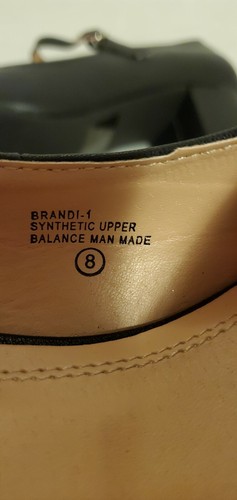 BRANDI-1
SYNTHETIC UPPER
BALANCE MAN MADE
8